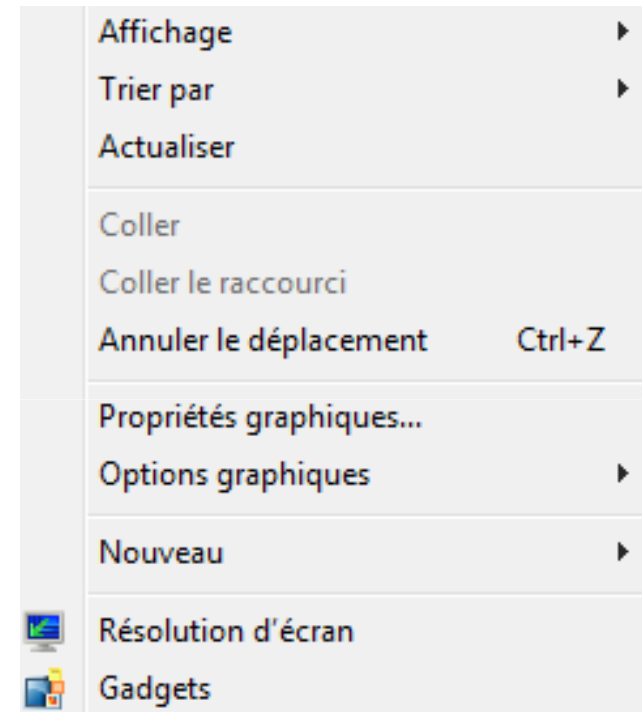 Affichage
Trier par
Actualiser
Coller
Coller le raccourci
Annuler le déplacement Ctrl+Z
Propriétés graphiques...
Options graphiques
Nouveau
Résolution d'écran
Gadgets